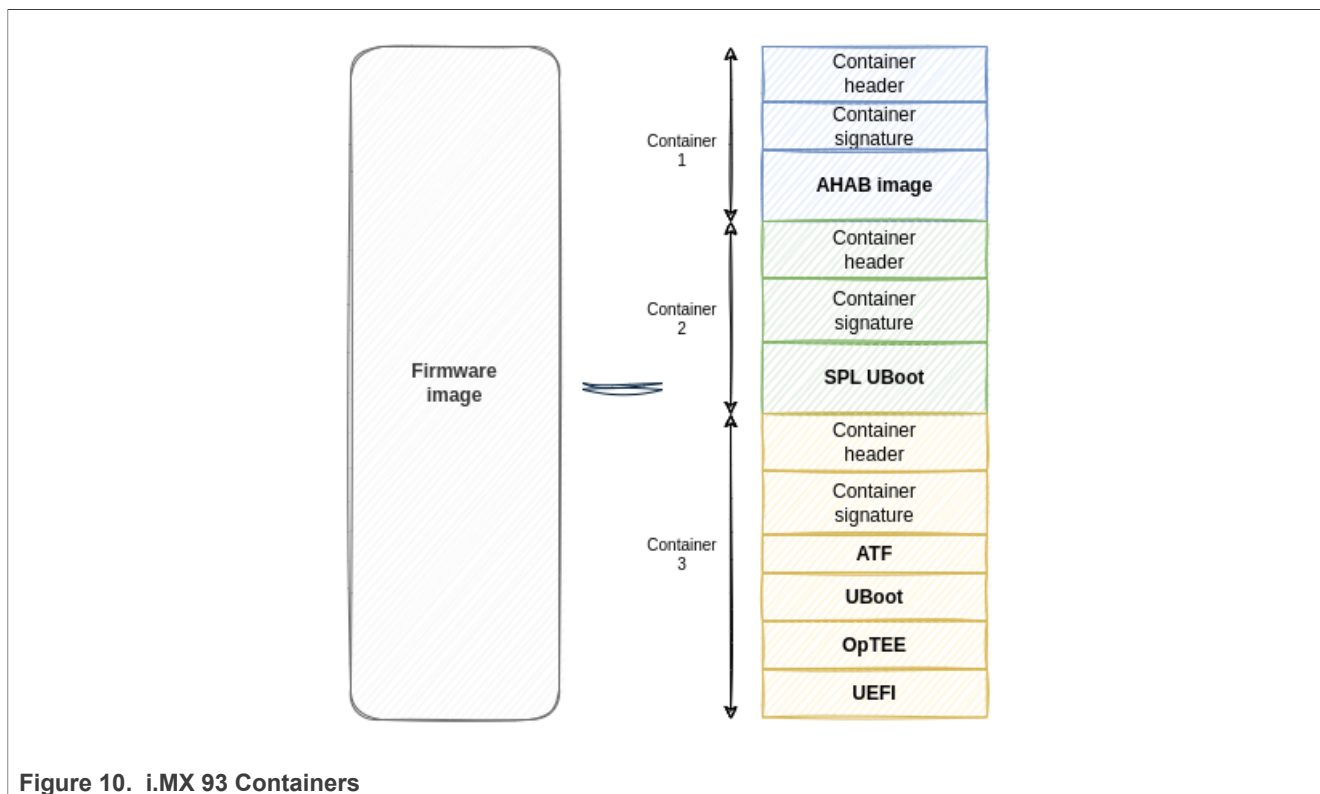 Firmware
image
Container
1
Container
header
Container
signature
AHAB image
Container
2
Container
header
Container
signature
SPL UBoot
Container
3
Container
header
Container
signature
ATF
UBoot
OpTEE
UEFI
Figure 10. i.MX 93 Containers